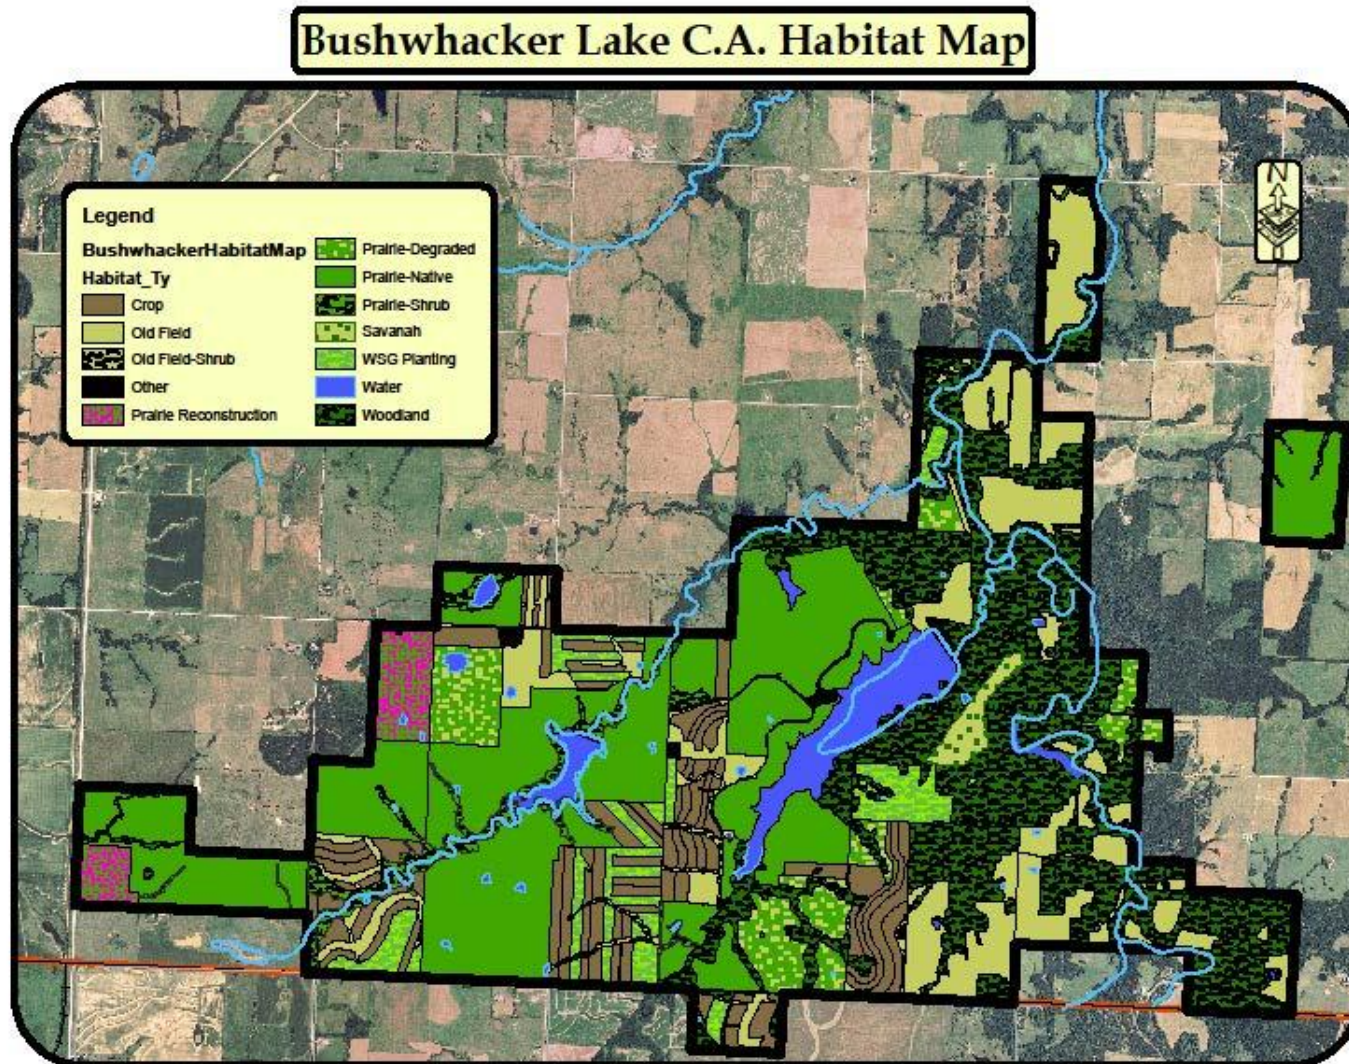 Bushwhacker Lake C.A. Habitat Map
N
Legend
BushwhackerHabitatMap
Habitat_Ty
Crop
Old Field
Old Field-Shrub
Other
Prairie Reconstruction
Prairie-Degraded
Prairie-Native
Prairie-Shrub
Savanah
WSG Planting
Water
Woodland